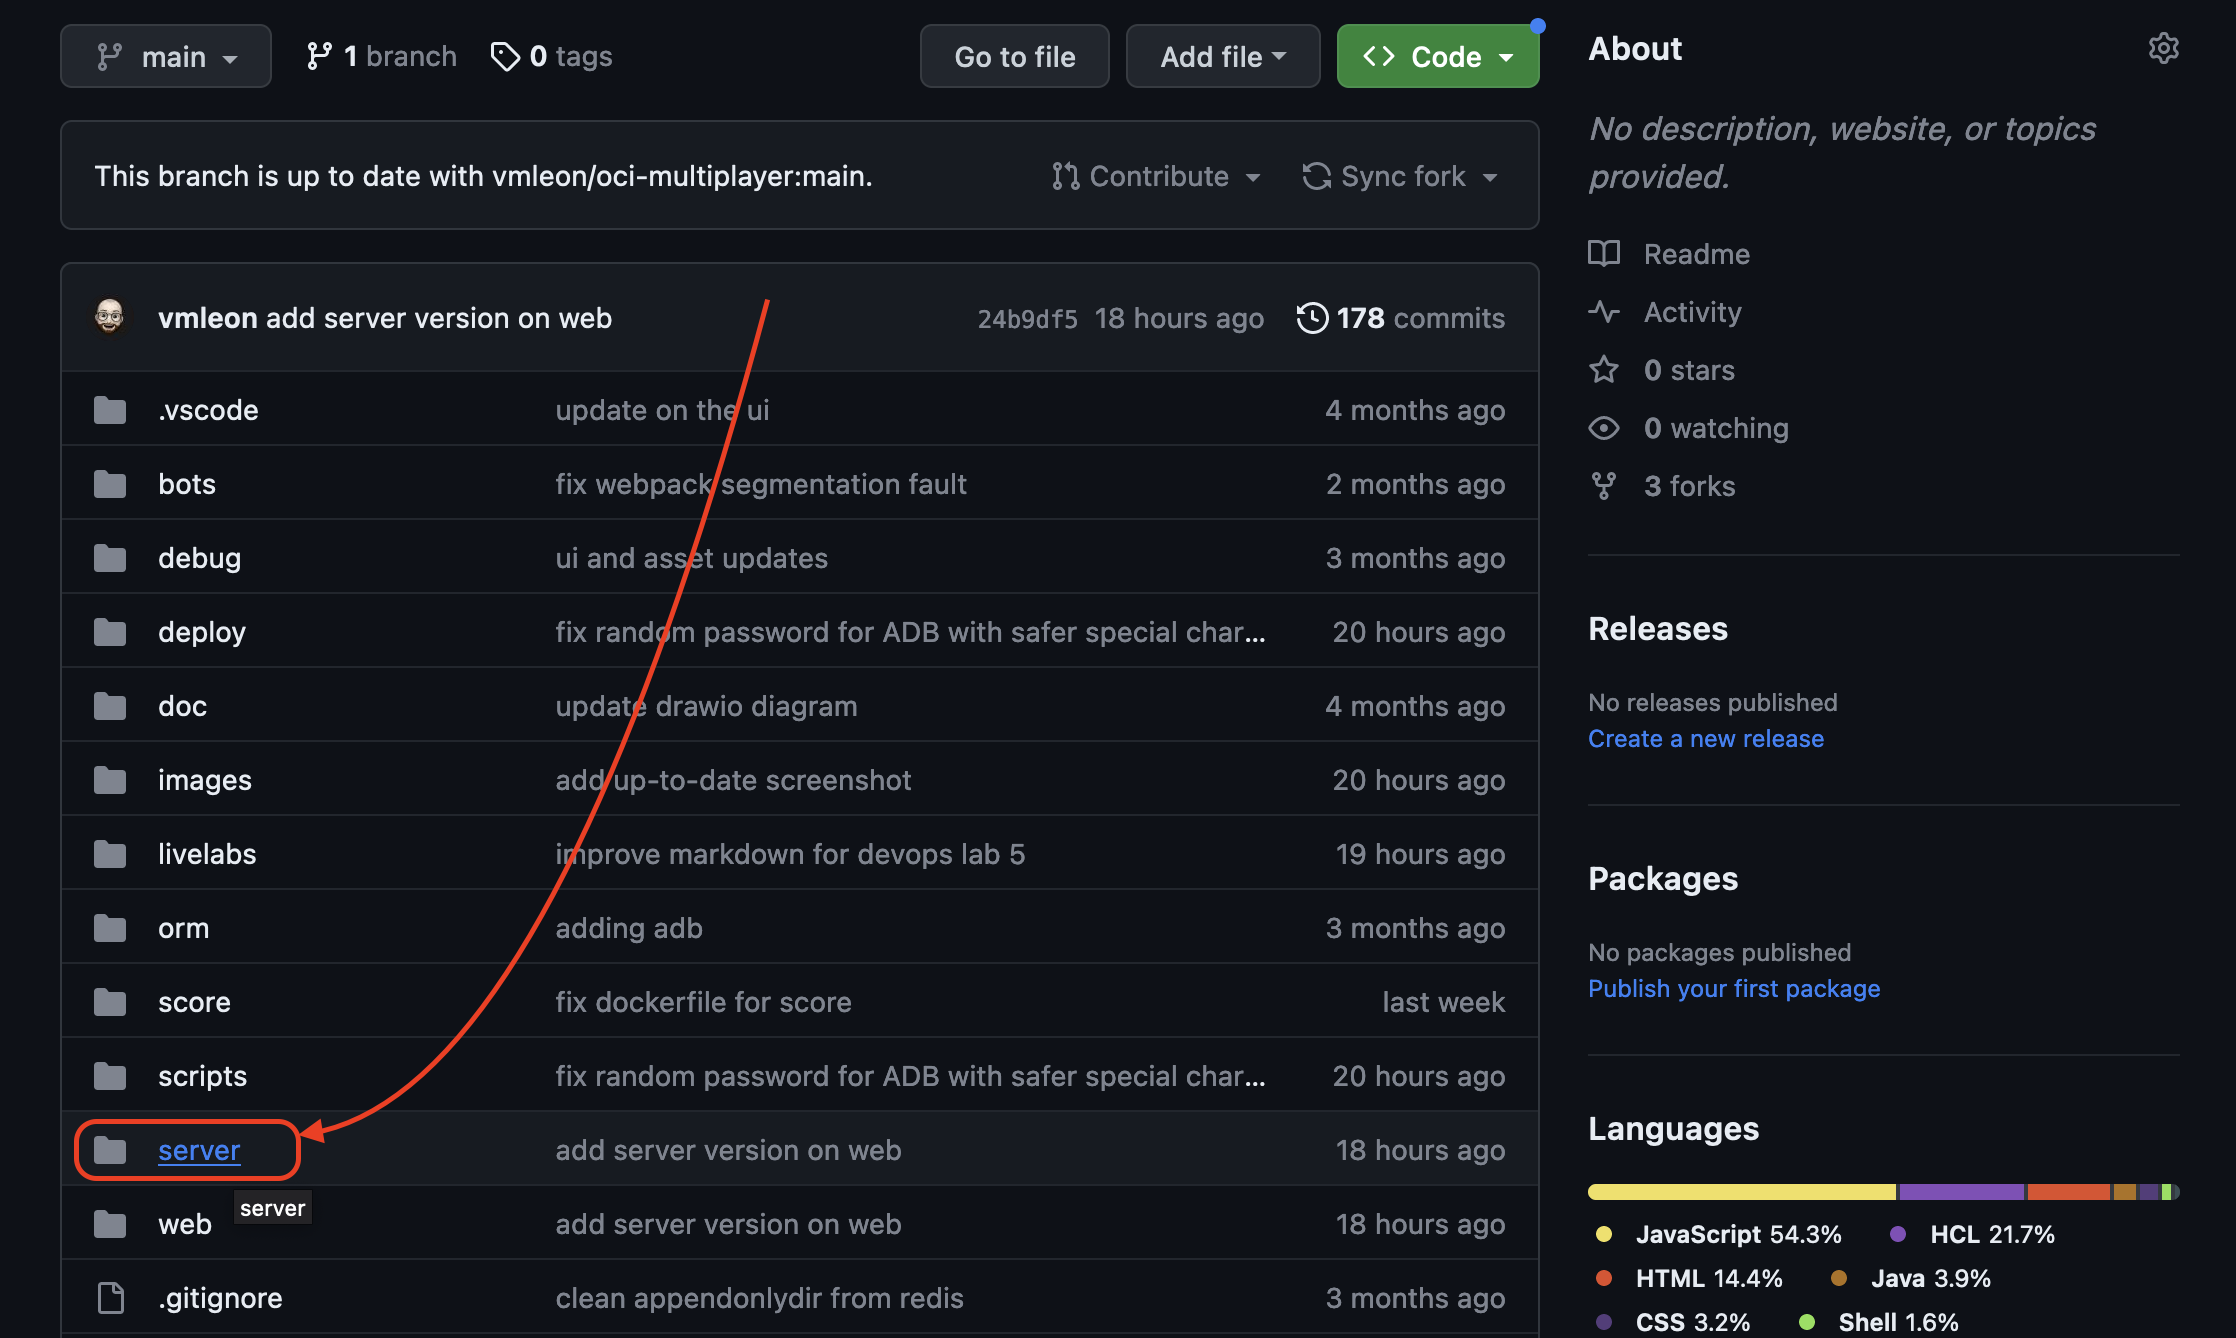 main
1 branch
0 tags
Go to file
Add file
Code
This branch is up to date with vmleon/oci-multiplayer:main.
Contribute
Sync fork
vmleon add server version on web
24b9df5 18 hours ago
178 commits
.vscode update on the ui 4 months ago
bots fix webpack segmentation fault 2 months ago
debug ui and asset updates 3 months ago
deploy fix random password for ADB with safer special char... 20 hours ago
doc update drawio diagram 4 months ago
images add up-to-date screenshot 20 hours ago
livelabs improve markdown for devops lab 5 19 hours ago
orm adding adb 3 months ago
score fix dockerfile for score last week
scripts fix random password for ADB with safer special char... 20 hours ago
server add server version on web 18 hours ago
server
web add server version on web 18 hours ago
.gitignore clean appendonlydir from redis 3 months ago
About
No description, website, or topics
provided.
Readme
Activity
0 stars
0 watching
3 forks
Releases
No releases published
Create a new release
Packages
No packages published
Publish your first package
Languages
JavaScript 54.3% HCL 21.7%
HTML 14.4% Java 3.9%
CSS 3.2% Shell 1.6%